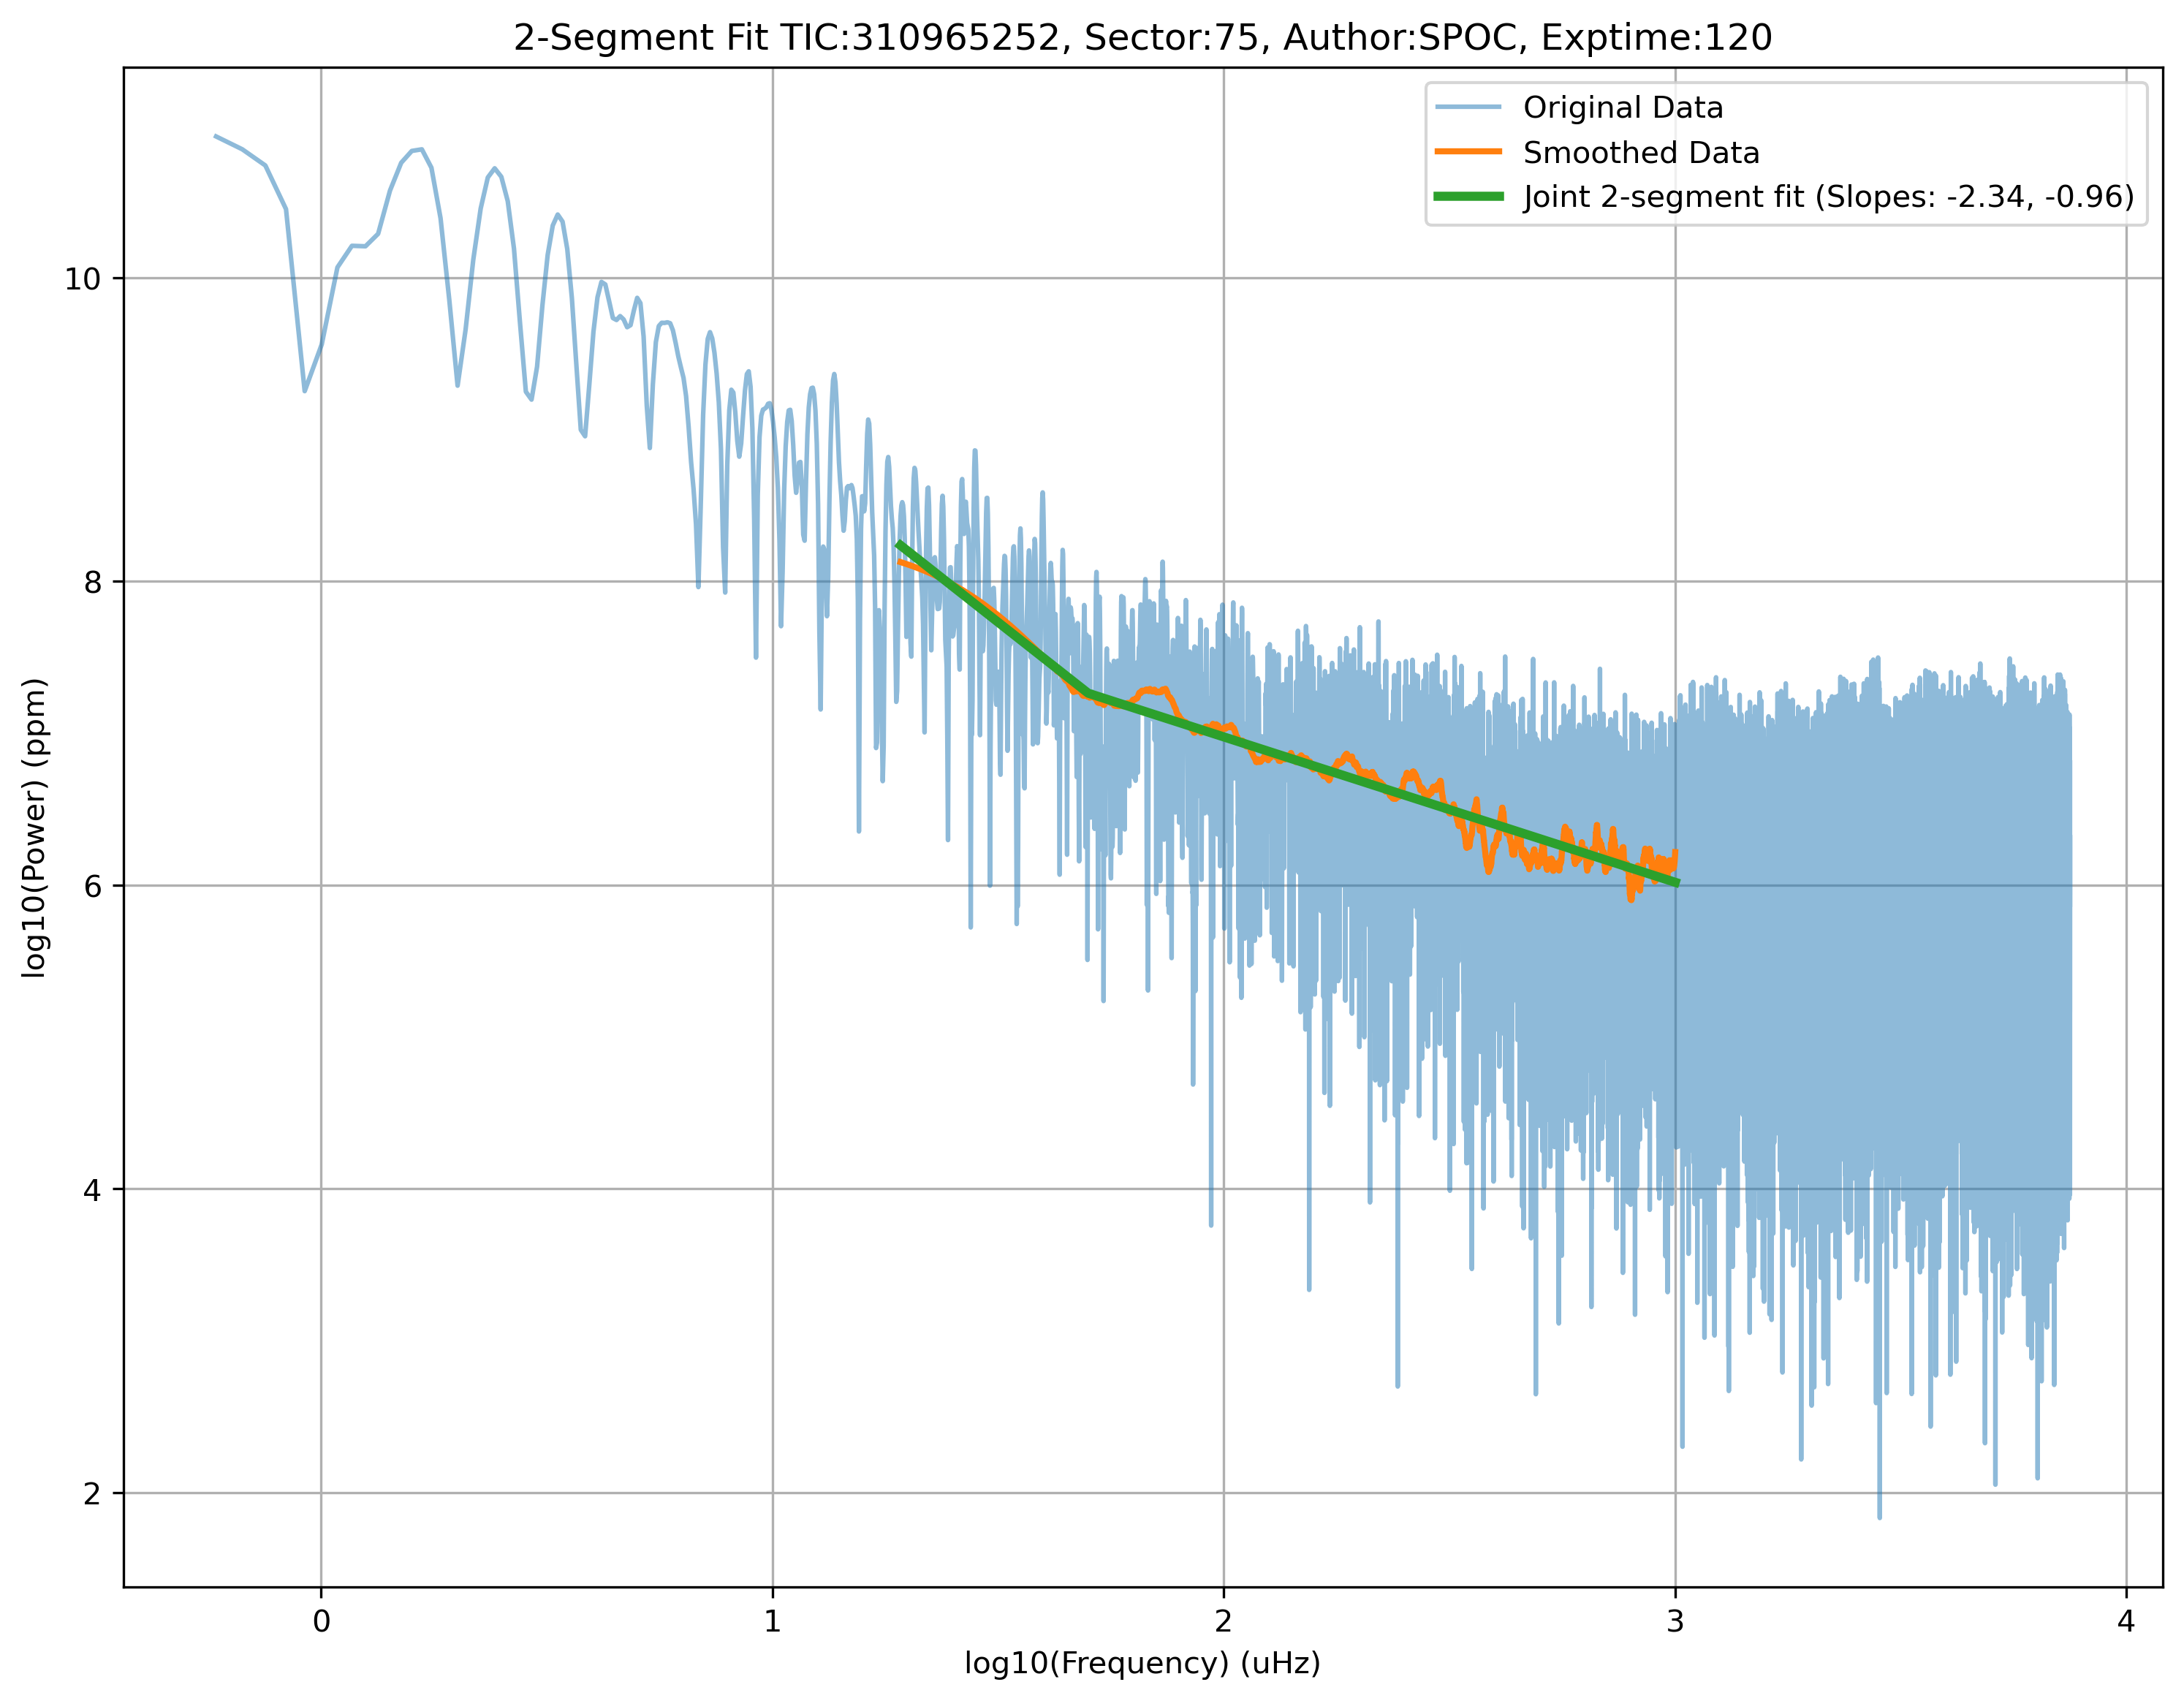 2-Segment Fit TIC:310965252, Sector:75, Author:SPOC, Exptime:120
Original Data
Smoothed Data
Joint 2-segment fit (Slopes: -2.34, -0.96)
10
8
6
4
2
log10(Power) (ppm)
0 1 2 3 4
log10(Frequency) (uHz)